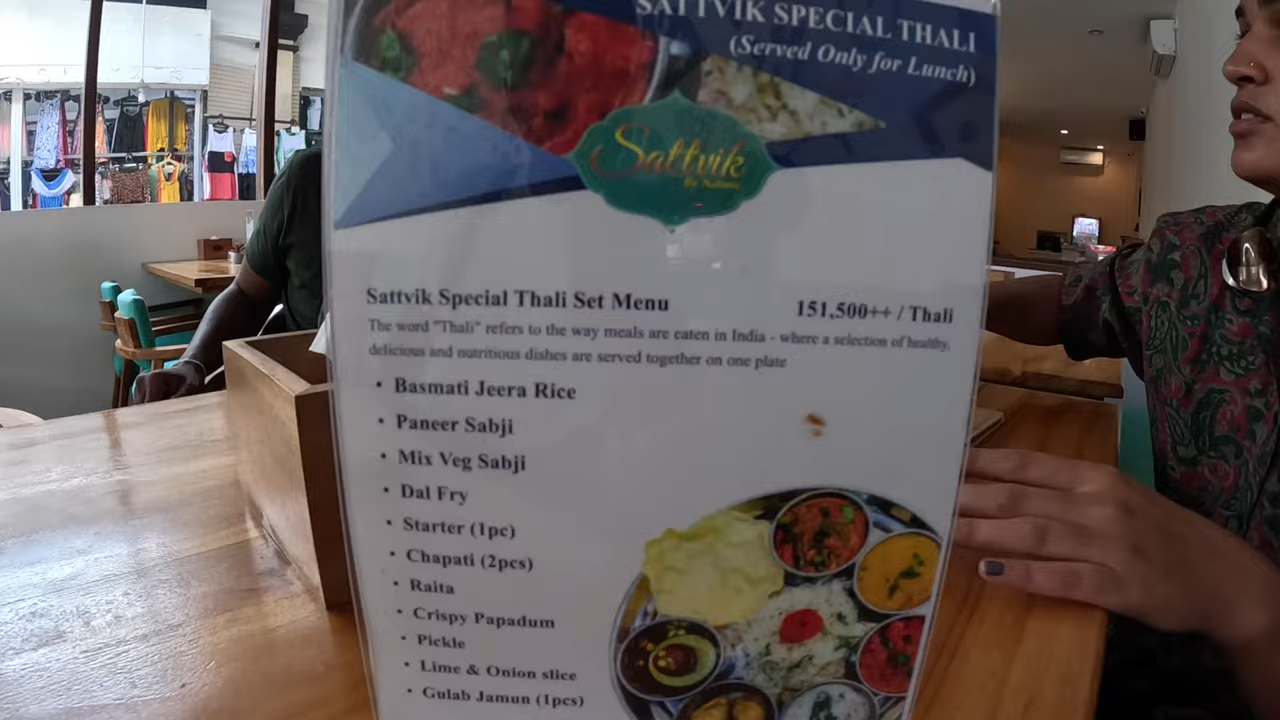 SATTVIK SPECIAL THALI
(Served Only for Lunch)
Sattvik
Sattvik Special Thali Set Menu
151,500++ / Thali
The word "Thali" refers to the way meals are eaten in India - where a selection of healthy,
delicious and nutritious dishes are served together on one plate
• Basmati Jeera Rice
• Paneer Sabji
• Mix Veg Sabji
• Dal Fry
• Starter (1pc)
• Chapati (2pcs)
• Raita
• Crispy Papadum
• Pickle
• Lime & Onion slice
• Gulab Jamun (1pcs)